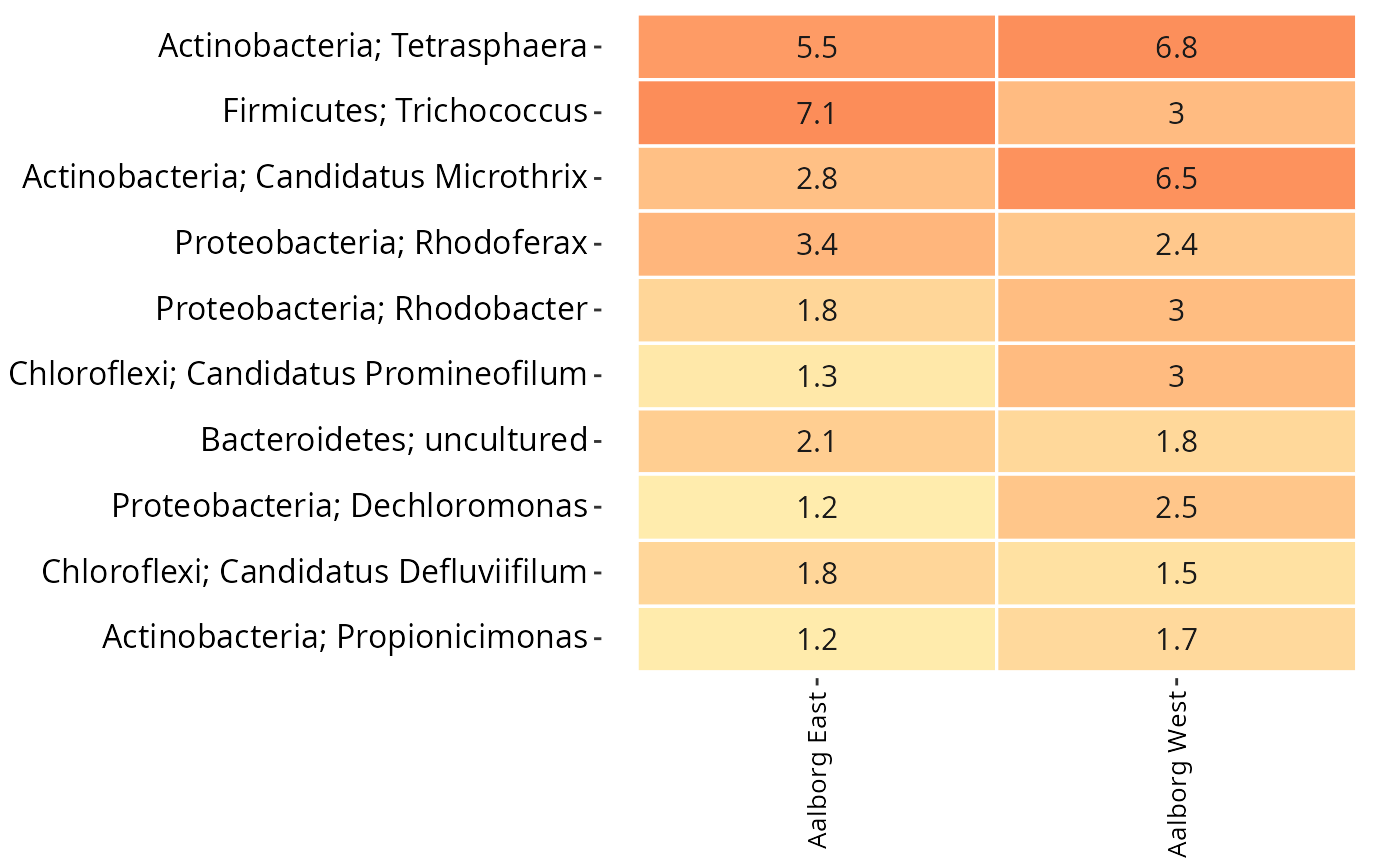 Actinobacteria; Tetrasphaera 5.5 6.8
Firmicutes; Trichococcus 7.1 3
Actinobacteria; Candidatus Microthrix 2.8 6.5
Proteobacteria; Rhodoferax 3.4 2.4
Proteobacteria; Rhodobacter 1.8 3
Chloroflexi; Candidatus Promineofilum 1.3 3
Bacteroidetes; uncultured 2.1 1.8
Proteobacteria; Dechloromonas 1.2 2.5
Chloroflexi; Candidatus Defluviifilum 1.8 1.5
Actinobacteria; Propionicimonas 1.2 1.7
Aalborg East
Aalborg West